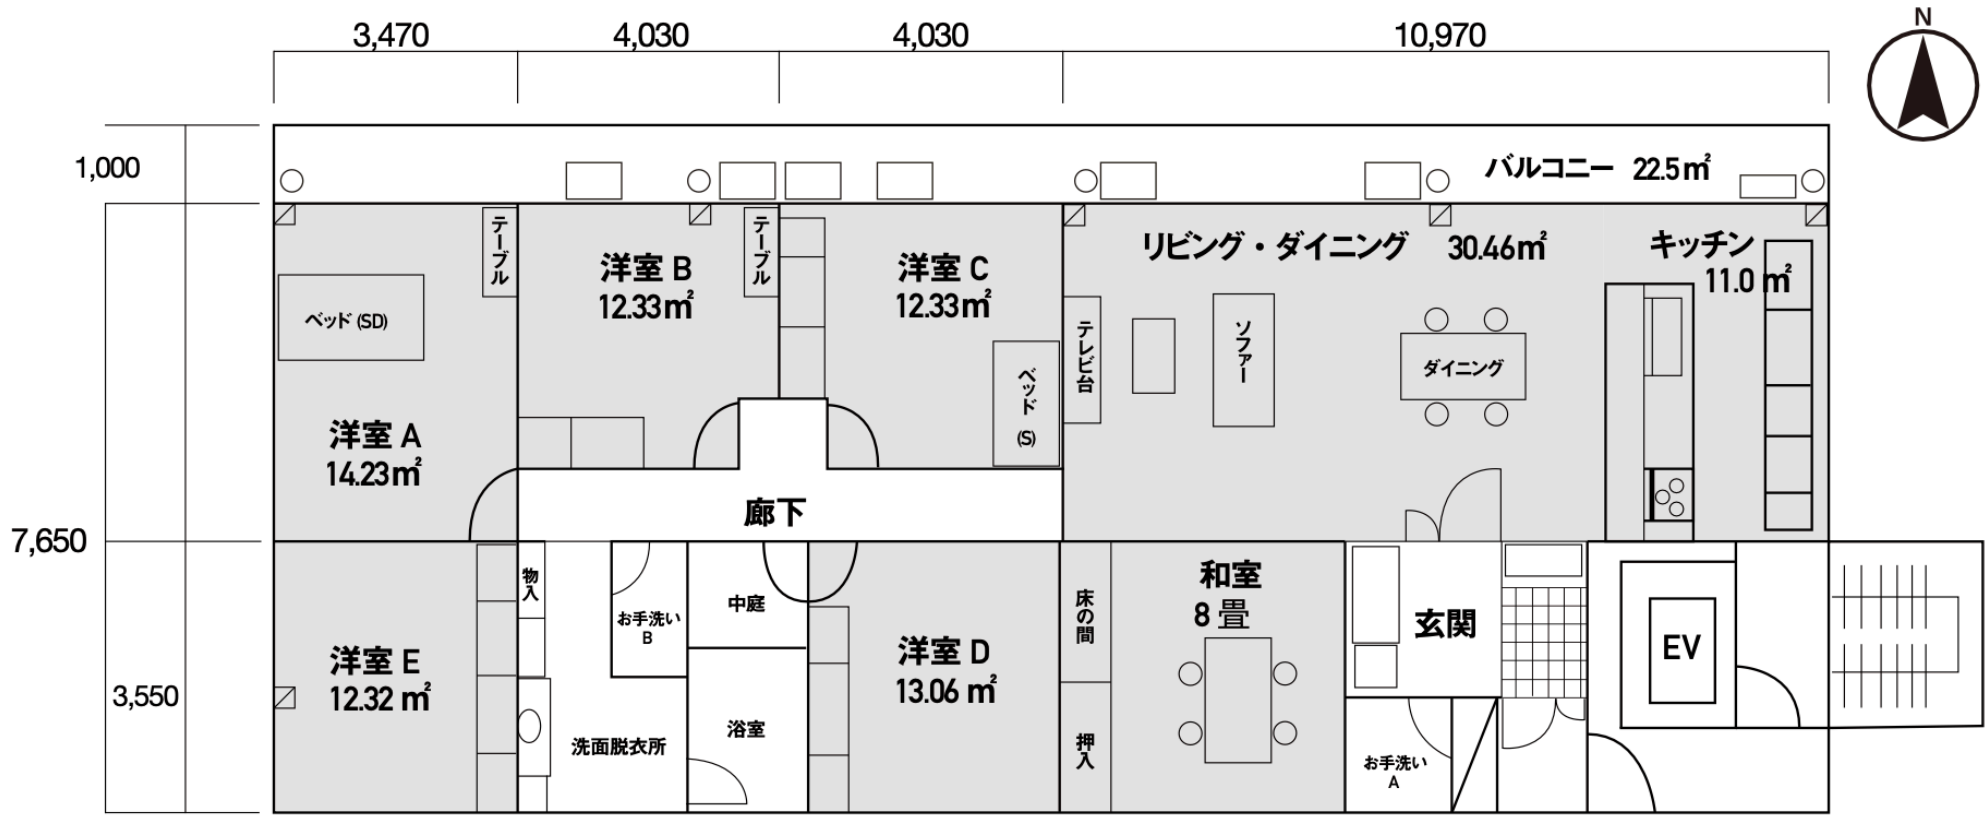 N
3,470
4,030
4,030
10,970
1,000
7,650
3,550
バルコニー 22.5㎡
テーブル
ベッド (SD)
洋室 A
14.23㎡
洋室 B
12.33㎡
テーブル
洋室 C
12.33㎡
ベッド (S)
リビング・ダイニング 30.46㎡
テレビ台
ソファー
ダイニング
キッチン
11.0 ㎡
廊下
洋室 E
12.32 ㎡
物入
お手洗い
B
洗面脱衣所
中庭
浴室
洋室 D
13.06 ㎡
床の間
押入
和室
8 畳
玄関
お手洗い
A
EV